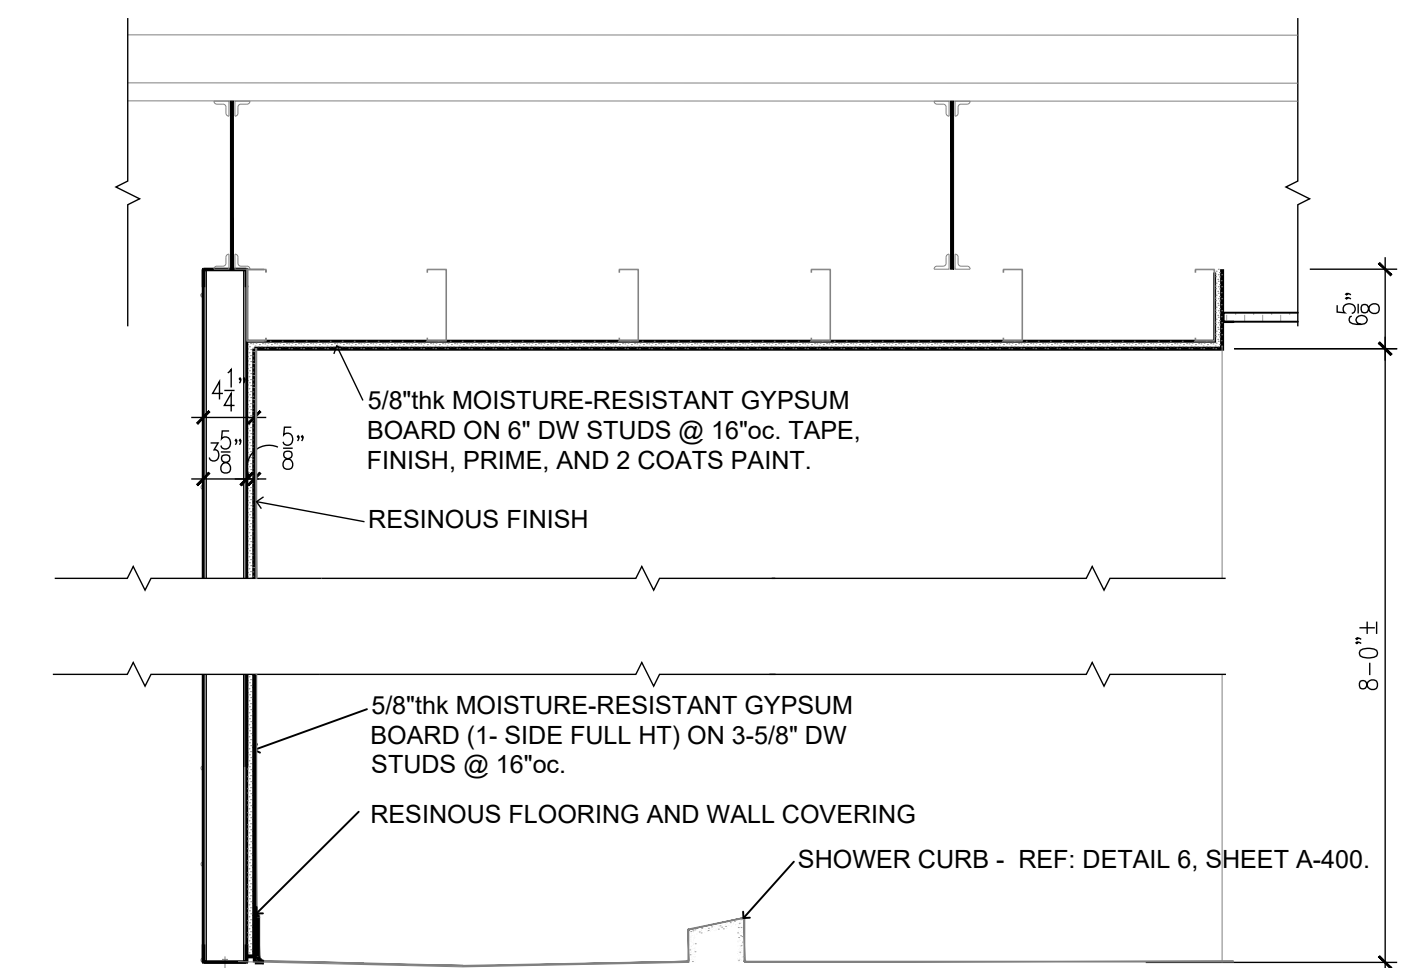 6 5/8"
4 1/4"
5/8"thk MOISTURE-RESISTANT GYPSUM
BOARD ON 6" DW STUDS @ 16"oc. TAPE,
FINISH, PRIME, AND 2 COATS PAINT.
3 5/8"
5/8"
RESINOUS FINISH
8-0"±
5/8"thk MOISTURE-RESISTANT GYPSUM
BOARD (1- SIDE FULL HT) ON 3-5/8" DW
STUDS @ 16"oc.
RESINOUS FLOORING AND WALL COVERING
SHOWER CURB - REF: DETAIL 6, SHEET A-400.